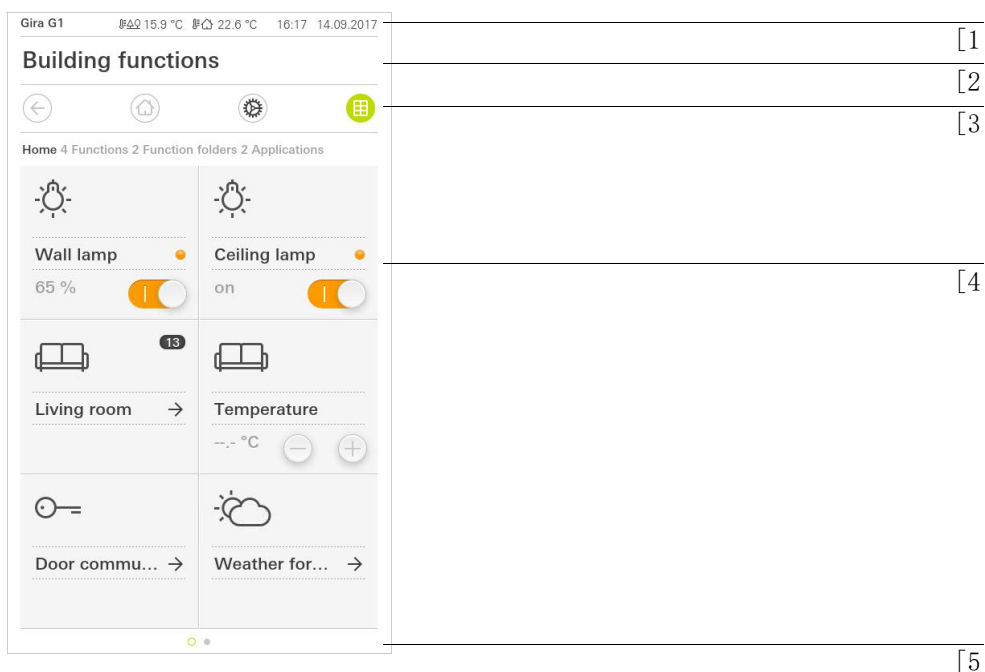 Gira G1 15.9 °C 22.6 °C 16:17 14.09.2017
[1
Building functions
[2
[3
Home 4 Functions 2 Function folders 2 Applications
Wall lamp Ceiling lamp
[4
65 % on
13
Living room → Temperature
--.- °C − +
Door commu... → Weather for... →
[5